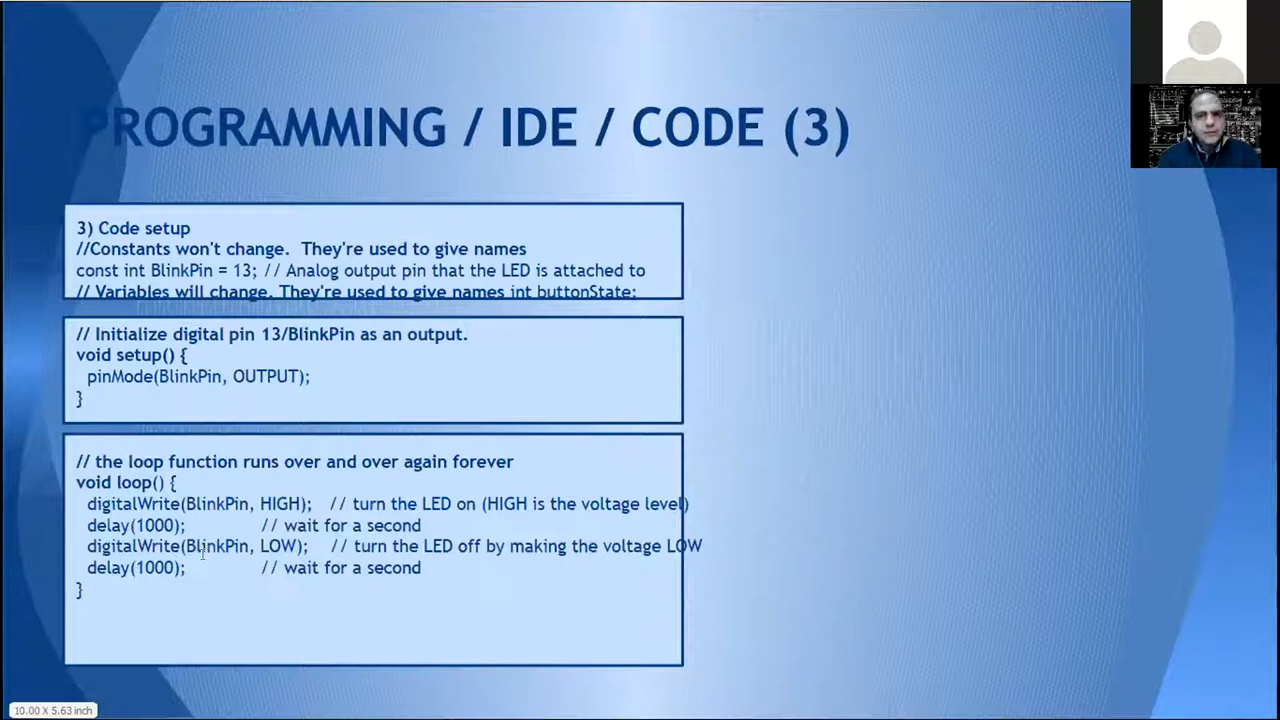 PROGRAMMING / IDE / CODE (3)
3) Code setup
//Constants won't change. They're used to give names
const int BlinkPin = 13; // Analog output pin that the LED is attached to
// Variables will change. They're used to give names int buttonState;
// Initialize digital pin 13/BlinkPin as an output.
void setup() {
pinMode(BlinkPin, OUTPUT);
}
// the loop function runs over and over again forever
void loop() {
digitalWrite(BlinkPin, HIGH); // turn the LED on (HIGH is the voltage level)
delay(1000); // wait for a second
digitalWrite(BlinkPin, LOW); // turn the LED off by making the voltage LOW
delay(1000); // wait for a second
}
10.00 X 5.63 inch